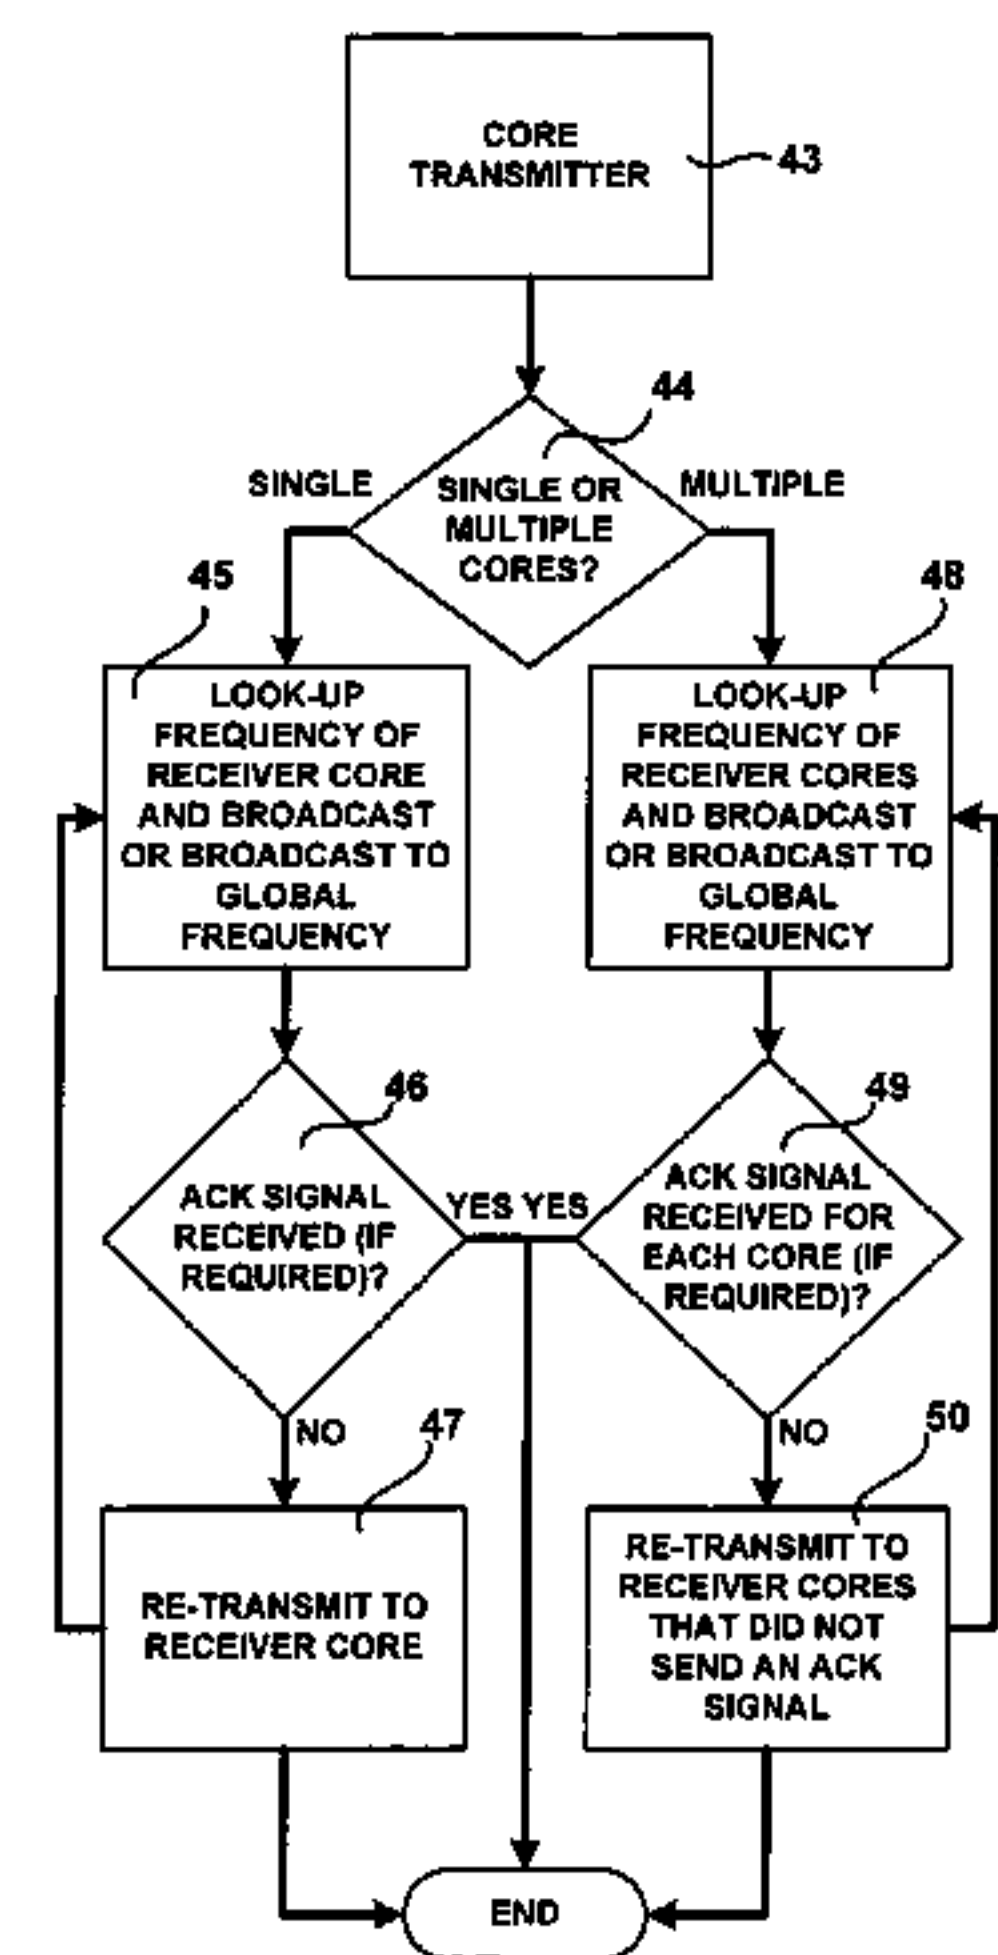 CORE
TRANSMITTER
43
44
SINGLE
MULTIPLE
SINGLE OR
MULTIPLE
CORES?
45
48
LOOK-UP
FREQUENCY OF
RECEIVER CORE
AND BROADCAST
OR BROADCAST TO
GLOBAL
FREQUENCY
LOOK-UP
FREQUENCY OF
RECEIVER CORES
AND BROADCAST
OR BROADCAST TO
GLOBAL
FREQUENCY
46
49
ACK SIGNAL
RECEIVED (IF
REQUIRED)?
YES YES
ACK SIGNAL
RECEIVED FOR
EACH CORE (IF
REQUIRED)?
NO
47
NO
50
RE-TRANSMIT TO
RECEIVER CORE
RE-TRANSMIT TO
RECEIVER CORES
THAT DID NOT
SEND AN ACK
SIGNAL
END